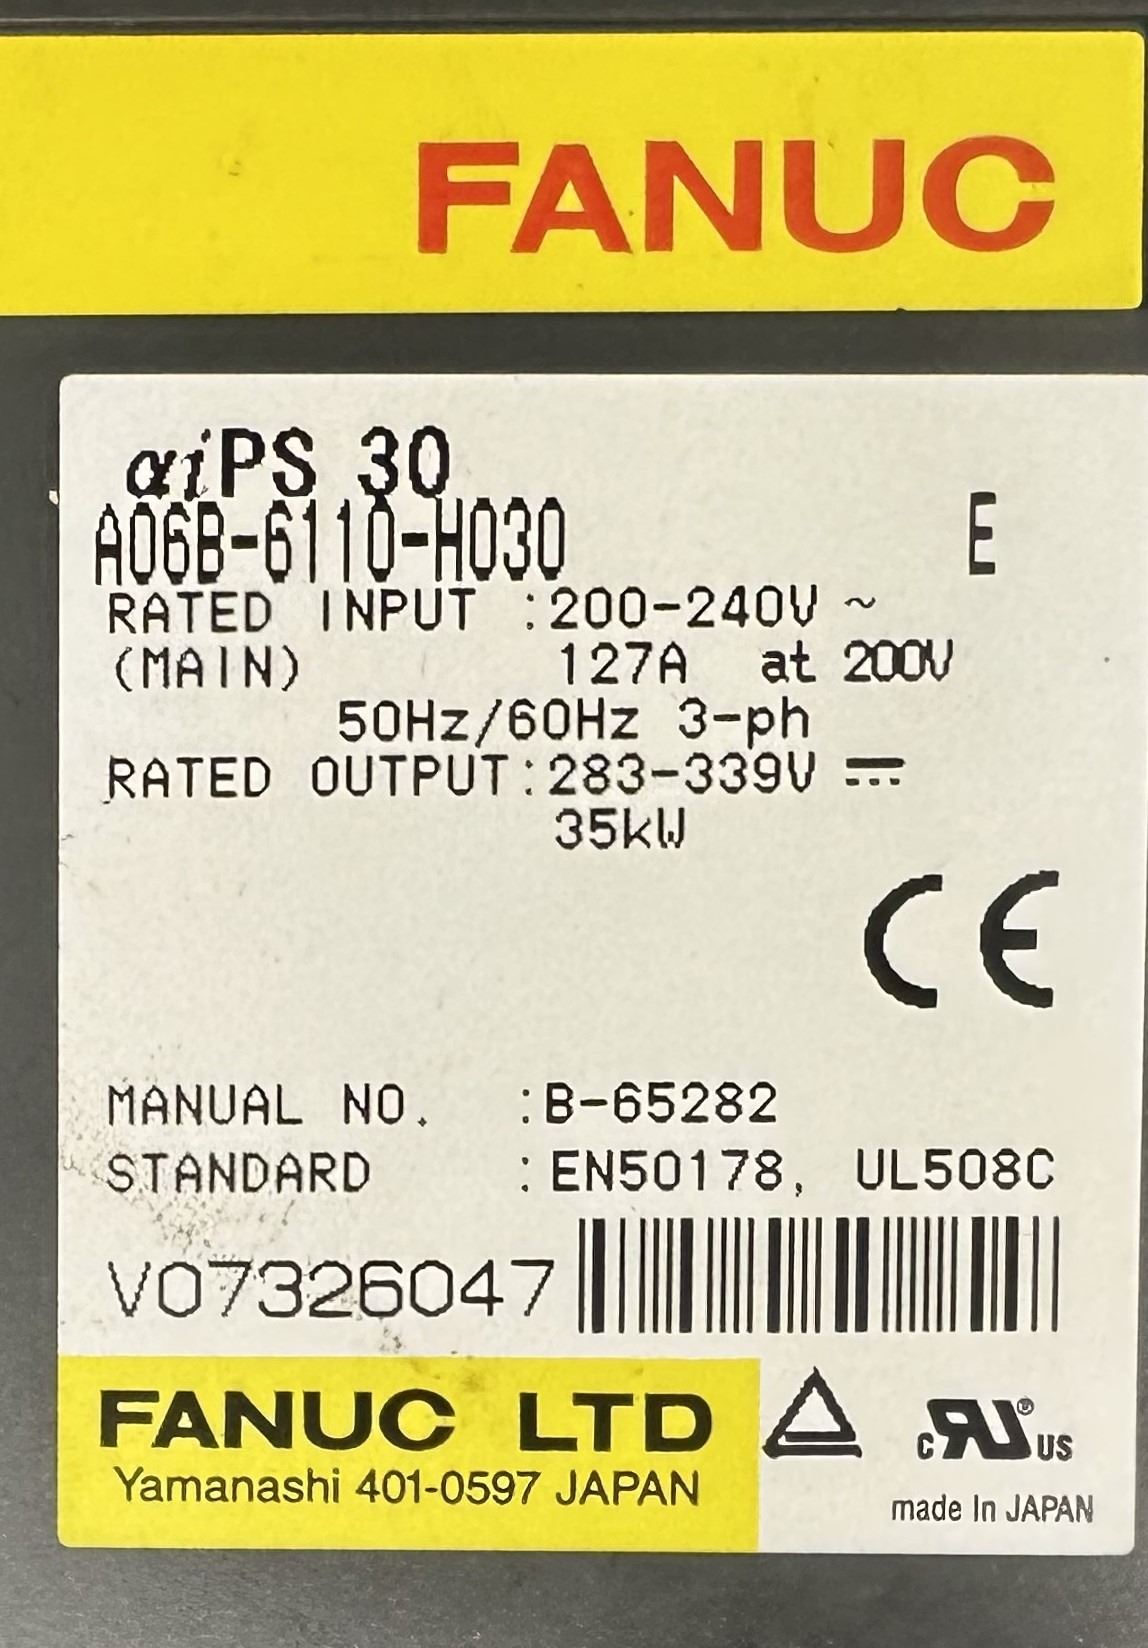 FANUC
αiPS 30
A06B-6110-H030 E
RATED INPUT :200-240V ~
(MAIN) 127A at 200V
50Hz/60Hz 3-ph
RATED OUTPUT:283-339V ⎓
35kW
CE
MANUAL NO. :B-65282
STANDARD :EN50178, UL508C
V07326047
FANUC LTD
Yamanashi 401-0597 JAPAN
c RU ® US
made In JAPAN